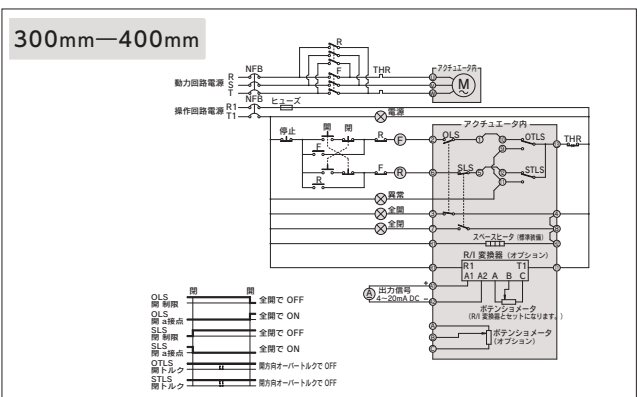 300mm—400mm
R
アクチュエータ内
NFB
F
THR
動力回路電源 R
S
T
M
NFB
ヒューズ
操作回路電源 R1
T1
電源
アクチュエータ内
停止
開 閉
R
F
OLS
OTLS
THR
F
F
R
SLS
STLS
R
異常
全開
全閉
スペースヒータ (標準装備)
R/I 変換器 (オプション)
R1 T1
A1 A2 A B C
出力信号
4~20mA DC
+
−
A
ポテンショメータ
(R/I 変換器とセットになります。)
ポテンショメータ
(オプション)
A
B
C
閉 開
OLS
開 制限
全開で OFF
OLS
開 a接点
全開で ON
SLS
閉 制限
全閉で OFF
SLS
閉 a接点
全閉で ON
OTLS
開トルク
開方向オーバートルクで OFF
STLS
閉トルク
閉方向オーバートルクで OFF